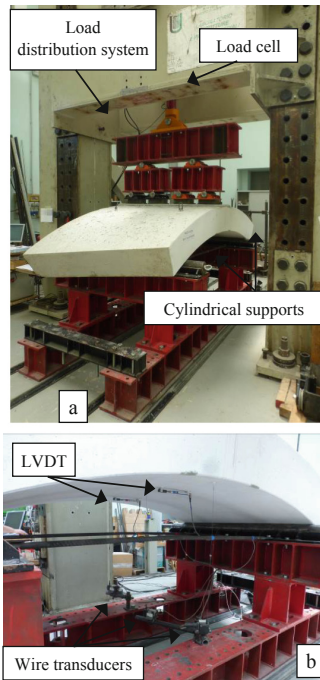 Load
distribution system
Load cell
Cylindrical supports
a
LVDT
Wire transducers
b